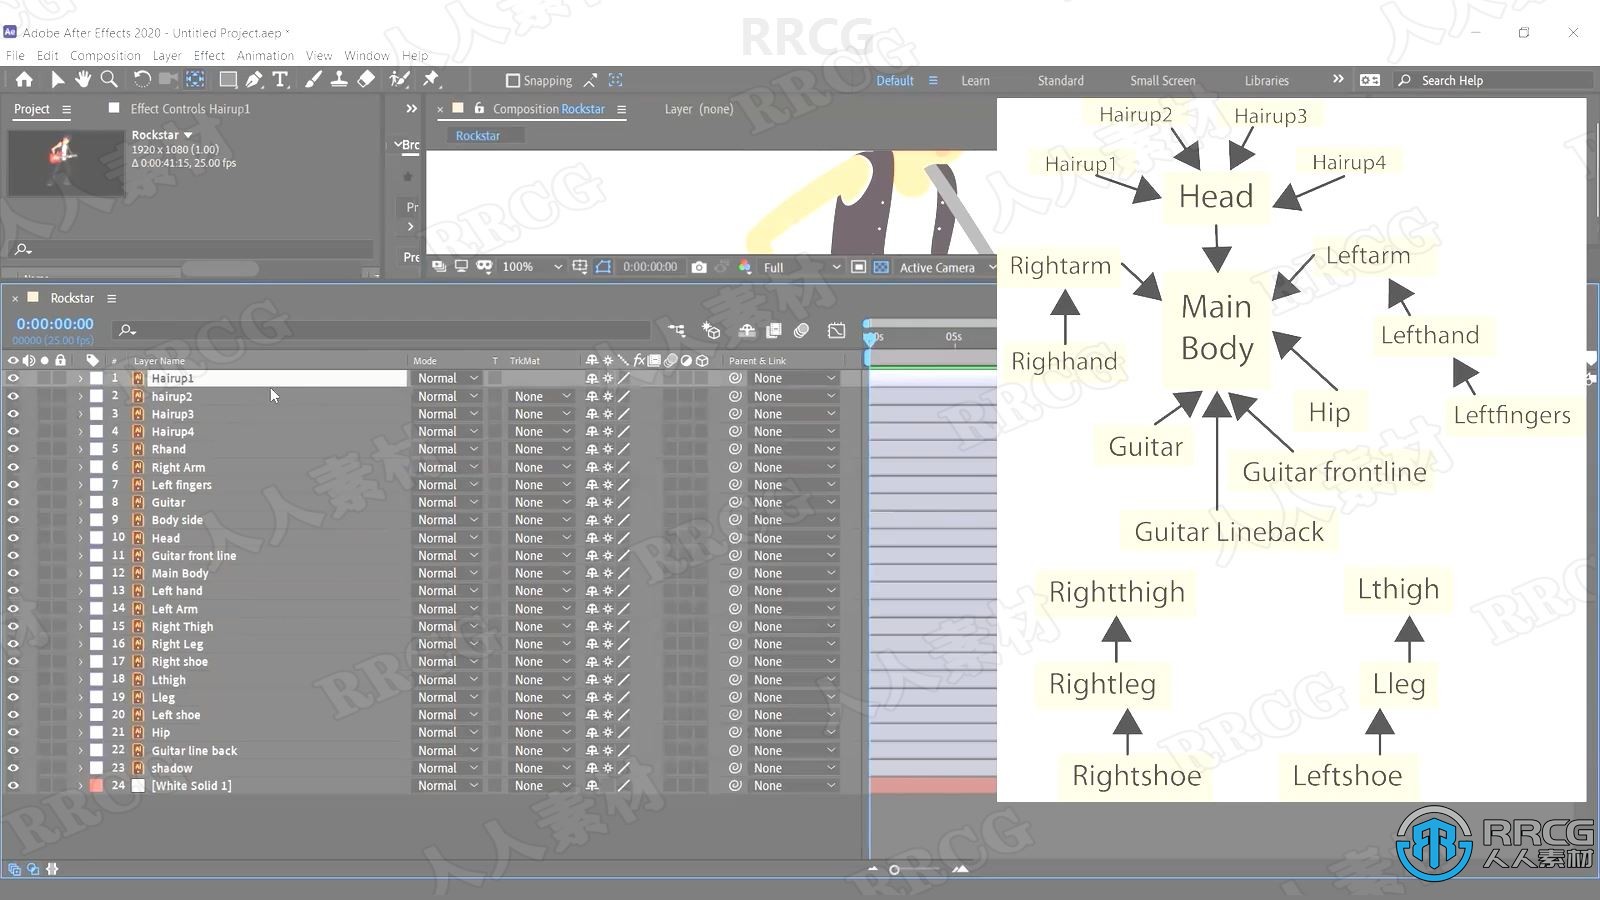 RRCG
Adobe After Effects 2020 - Untitled Project.aep *
File Edit Composition Layer Effect Animation View Window Help
Snapping
Default Learn Standard Small Screen Libraries
Search Help
Project
Effect Controls Hairup1
Composition Rockstar
Layer (none)
Rockstar
1920 x 1080 (1.00)
Δ 0:00:41:15, 25.00 fps
Rockstar
100%
0:00:00:00
Full
Active Camera
Rockstar
0:00:00:00
00000 (25.00 fps)
05s
# Layer Name Mode T TrkMat Parent & Link
1 Hairup1 Normal None
2 hairup2 Normal None None
3 Hairup3 Normal None None
4 Hairup4 Normal None None
5 Rhand Normal None None
6 Right Arm Normal None None
7 Left fingers Normal None None
8 Guitar Normal None None
9 Body side Normal None None
10 Head Normal None None
11 Guitar front line Normal None None
12 Main Body Normal None None
13 Left hand Normal None None
14 Left Arm Normal None None
15 Right Thigh Normal None None
16 Right Leg Normal None None
17 Right shoe Normal None None
18 Lthigh Normal None None
19 Lleg Normal None None
20 Left shoe Normal None None
21 Hip Normal None None
22 Guitar line back Normal None None
23 shadow Normal None None
24 [White Solid 1] Normal None None
Hairup2 Hairup3
Hairup1 Hairup4
Head
Rightarm Leftarm
Main
Body
Lefthand
Righhand
Hip Leftfingers
Guitar
Guitar frontline
Guitar Lineback
Rightthigh Lthigh
Rightleg Lleg
Rightshoe Leftshoe
RRCG
人人素材